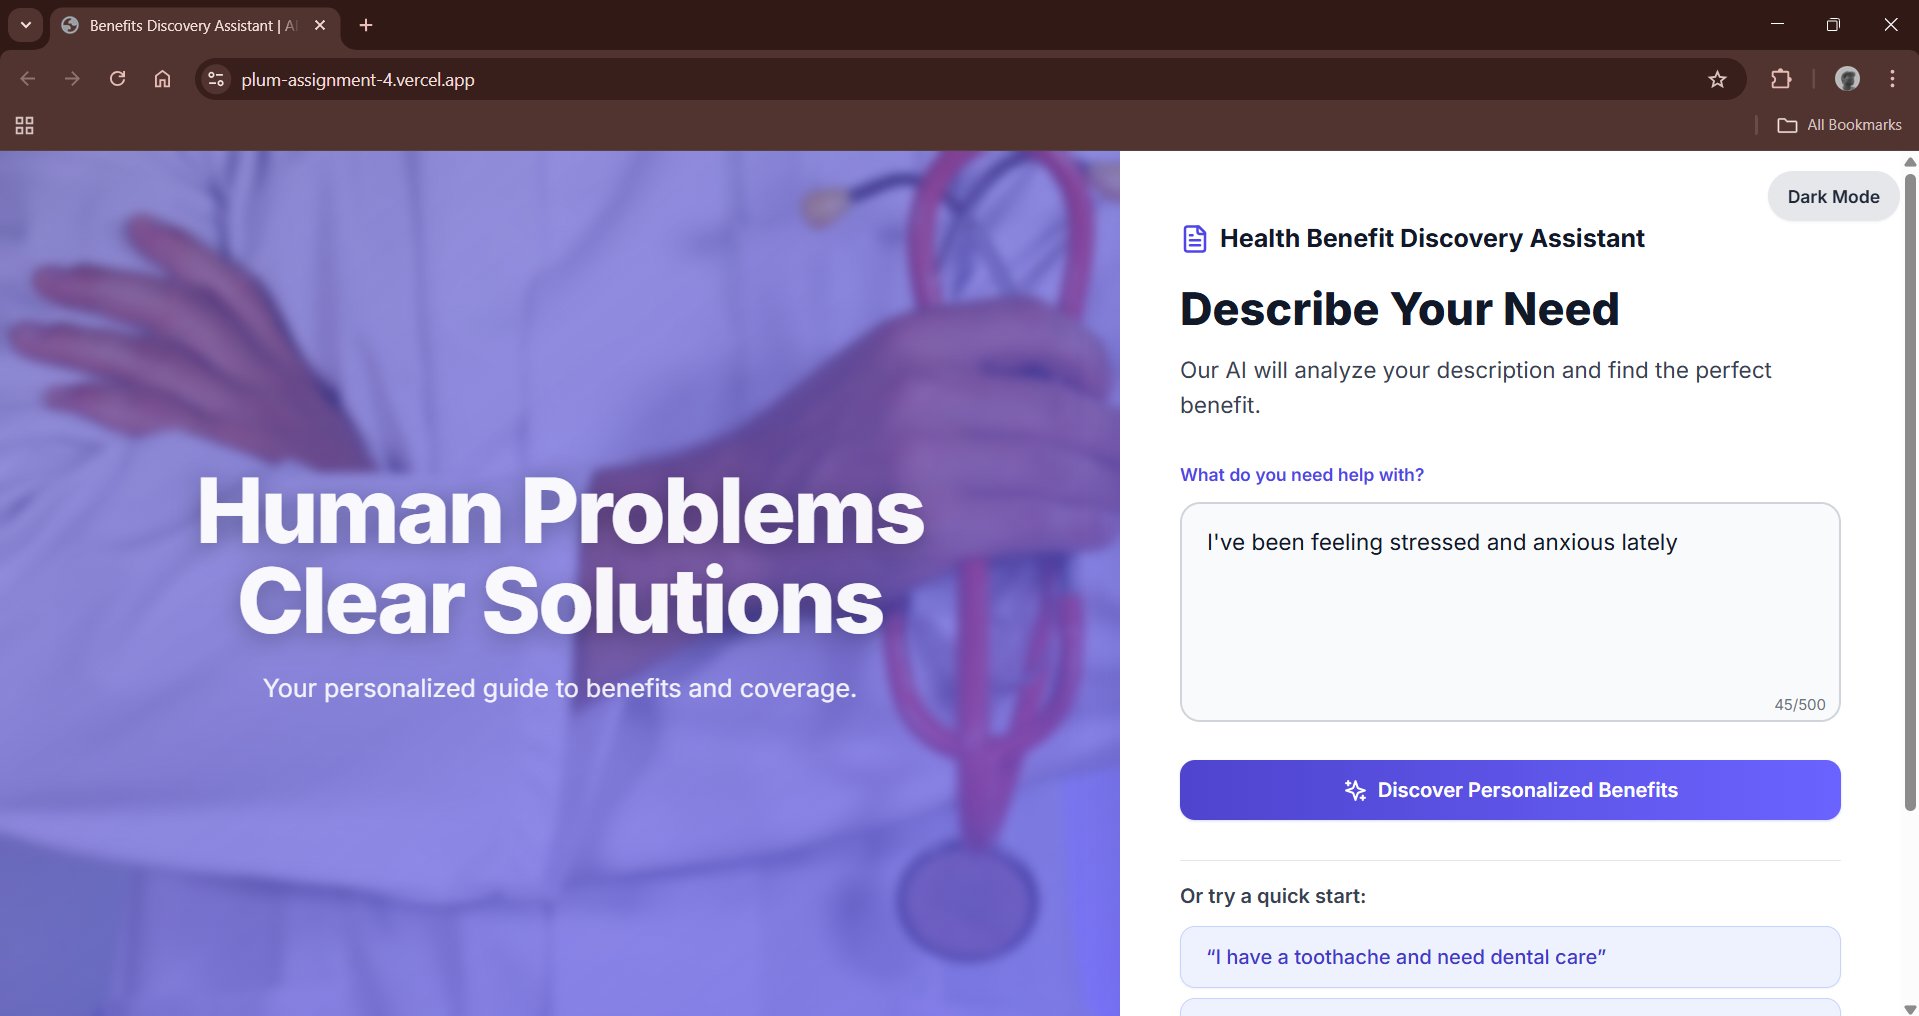 Benefits Discovery Assistant | AI
plum-assignment-4.vercel.app
All Bookmarks
Human Problems
Clear Solutions
Your personalized guide to benefits and coverage.
Dark Mode
Health Benefit Discovery Assistant
Describe Your Need
Our AI will analyze your description and find the perfect
benefit.
What do you need help with?
I've been feeling stressed and anxious lately
45/500
Discover Personalized Benefits
Or try a quick start:
“I have a toothache and need dental care”